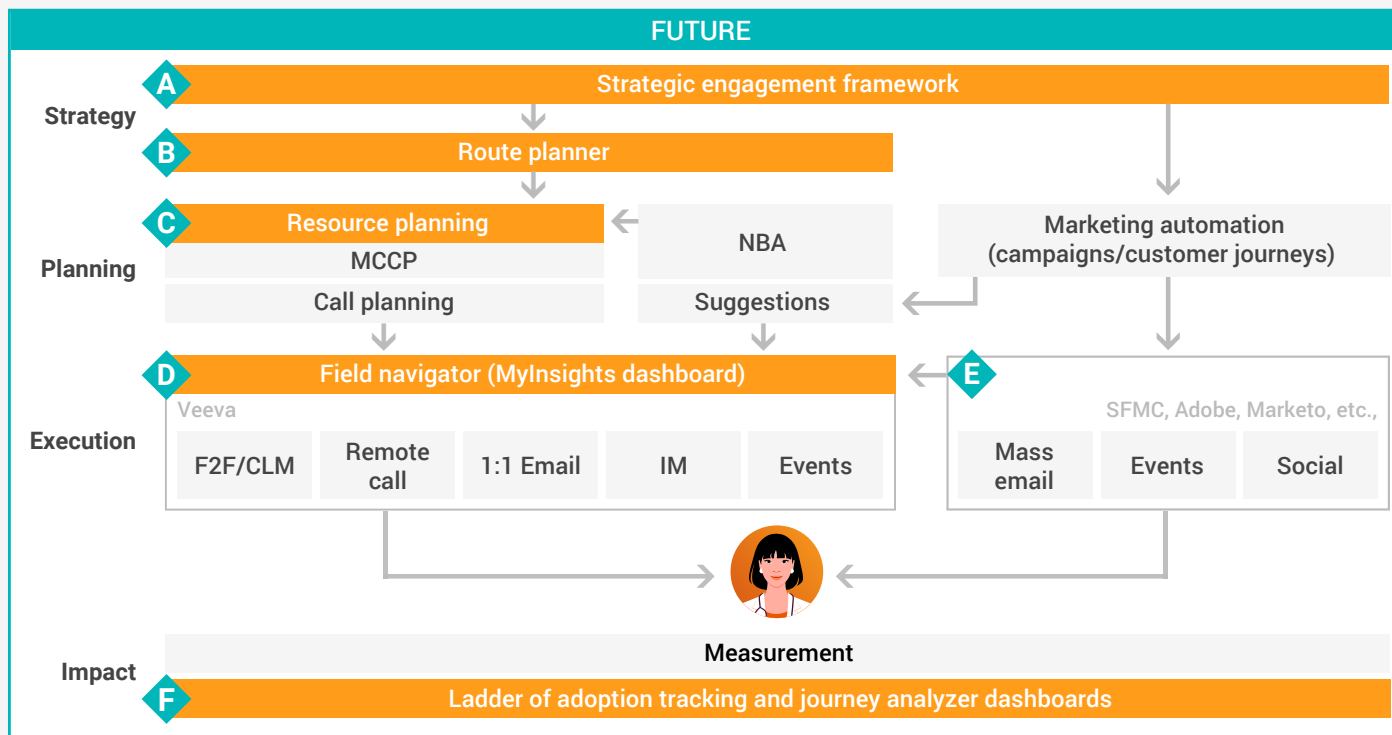 FUTURE
Strategy
A
Strategic engagement framework
B
Route planner
Planning
C
Resource planning
MCCP
Call planning
NBA
Suggestions
Marketing automation
(campaigns/customer journeys)
Execution
D
Field navigator (MyInsights dashboard)
Veeva
F2F/CLM
Remote
call
1:1 Email
IM
Events
E
SFMC, Adobe, Marketo, etc.,
Mass
email
Events
Social
Impact
Measurement
F
Ladder of adoption tracking and journey analyzer dashboards